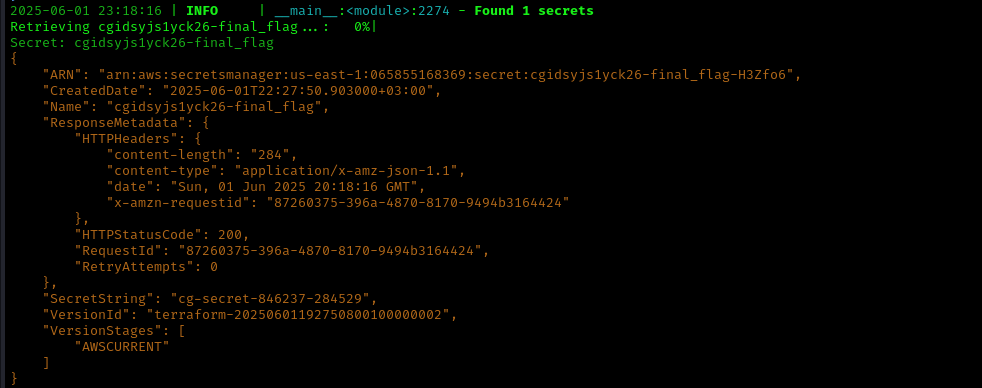 2025-06-01 23:18:16 | INFO     | __main__:<module>:2274 - Found 1 secrets
Retrieving cgidsyjs1yck26-final_flag...:   0%|
Secret: cgidsyjs1yck26-final_flag
{
    "ARN": "arn:aws:secretsmanager:us-east-1:065855168369:secret:cgidsyjs1yck26-final_flag-H3Zfo6",
    "CreatedDate": "2025-06-01T22:27:50.903000+03:00",
    "Name": "cgidsyjs1yck26-final_flag",
    "ResponseMetadata": {
        "HTTPHeaders": {
            "content-length": "284",
            "content-type": "application/x-amz-json-1.1",
            "date": "Sun, 01 Jun 2025 20:18:16 GMT",
            "x-amzn-requestid": "87260375-396a-4870-8170-9494b3164424"
        },
        "HTTPStatusCode": 200,
        "RequestId": "87260375-396a-4870-8170-9494b3164424",
        "RetryAttempts": 0
    },
    "SecretString": "cg-secret-846237-284529",
    "VersionId": "terraform-20250601192750800100000002",
    "VersionStages": [
        "AWSCURRENT"
    ]
}